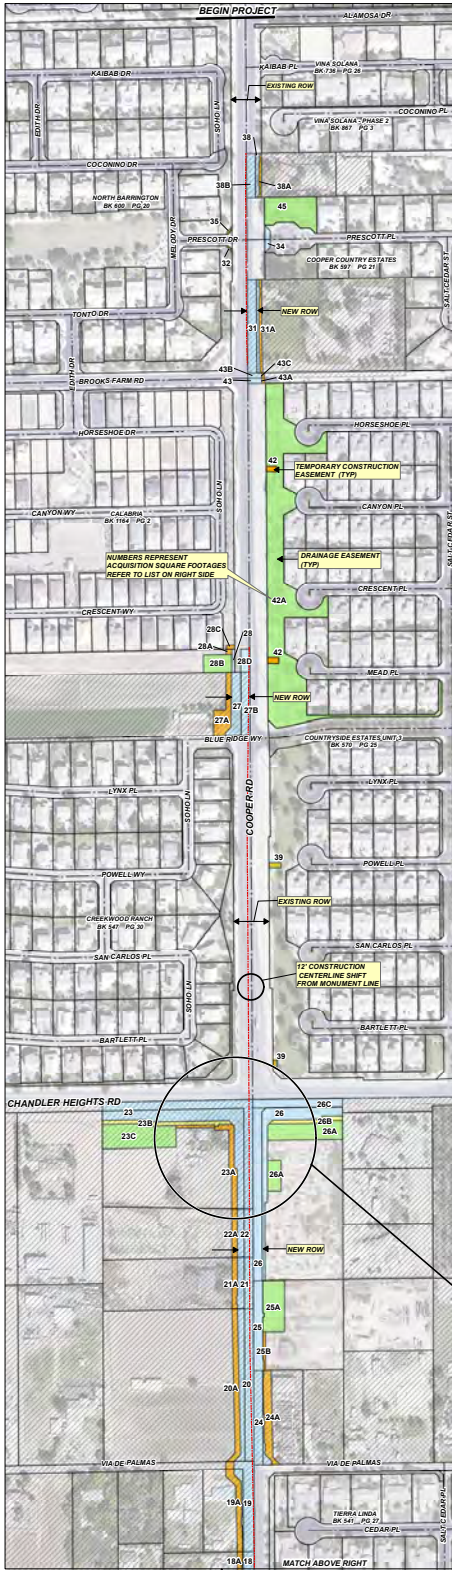 BEGIN PROJECT
ALAMOSA DR
KAIBAB PL
VINA SOLANA
BK 736 PG 26
KAIBAB DR
EDITH DR
SOHO LN
EXISTING ROW
COCONINO PL
VINA SOLANA - PHASE 2
BK 867 PG 3
38
COCONINO DR
38B
38A
NORTH BARRINGTON
BK 600 PG 20
MELODY DR
45
35
PRESCOTT DR
34
PRESCOTT PL
32
COOPER COUNTRY ESTATES
BK 597 PG 21
SALT CEDAR ST
TONTO DR
31
31A
NEW ROW
EDITH DR
43B
43C
BROOKS FARM RD
43
43A
HORSESHOE PL
HORSESHOE DR
42
TEMPORARY CONSTRUCTION
EASEMENT (TYP)
SOHO LN
CANYON PL
CANYON WY
CALABRIA
BK 1164 PG 2
SALT CEDAR ST
NUMBERS REPRESENT
ACQUISITION SQUARE FOOTAGES
REFER TO LIST ON RIGHT SIDE
DRAINAGE EASEMENT
(TYP)
CRESCENT PL
42A
CRESCENT WY
28C
28
28A
28B
28D
42
MEAD PL
27
NEW ROW
27A
27B
BLUE RIDGE WY
COUNTRYSIDE ESTATES UNIT 3
BK 570 PG 25
LYNX PL
LYNX PL
SOHO LN
COOPER RD
39
POWELL PL
POWELL WY
EXISTING ROW
CREEKWOOD RANCH
BK 547 PG 30
SAN CARLOS PL
SAN CARLOS PL
12' CONSTRUCTION
CENTERLINE SHIFT
FROM MONUMENT LINE
SOHO LN
BARTLETT PL
BARTLETT PL
39
CHANDLER HEIGHTS RD
23
26
26C
23B
26B
23C
26A
23A
26A
22A
22
NEW ROW
26
21A
21
25A
25
25B
20A
20
24A
24
VIA DE PALMAS
VIA DE PALMAS
19A
19
TIERRA LINDA
BK 541 PG 27
CEDAR PL
SALT CEDAR PL
18A
18
MATCH ABOVE RIGHT